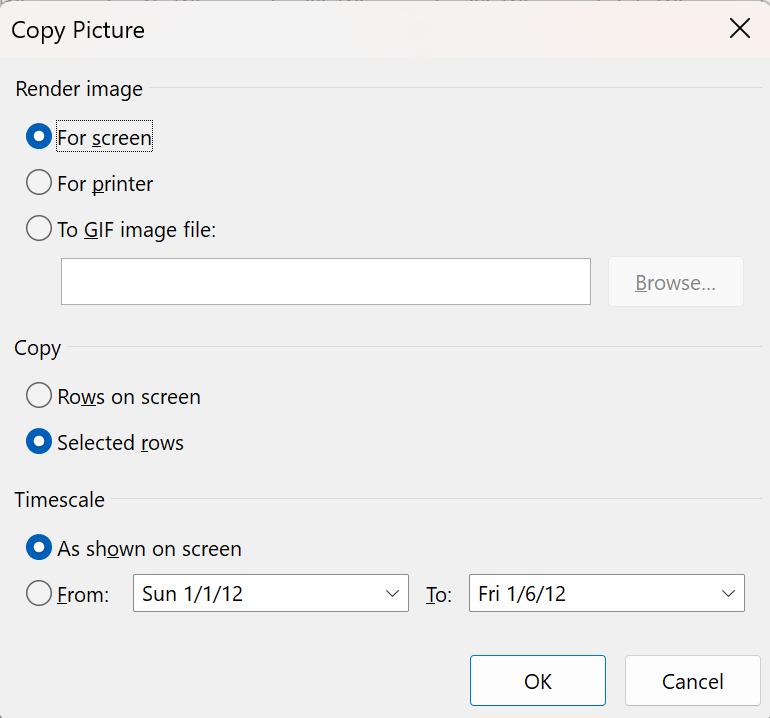 Copy Picture
Render image
For screen
For printer
To GIF image file:
Browse...
Copy
Rows on screen
Selected rows
Timescale
As shown on screen
From: Sun 1/1/12 To: Fri 1/6/12
OK Cancel